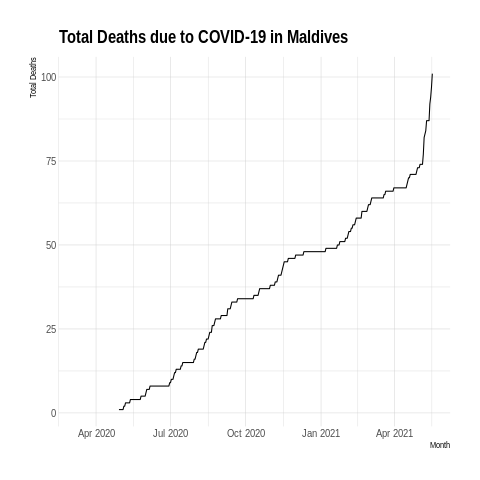 Total Deaths due to COVID-19 in Maldives
Total Deaths
100
75
50
25
0
Apr 2020 Jul 2020 Oct 2020 Jan 2021 Apr 2021
Month